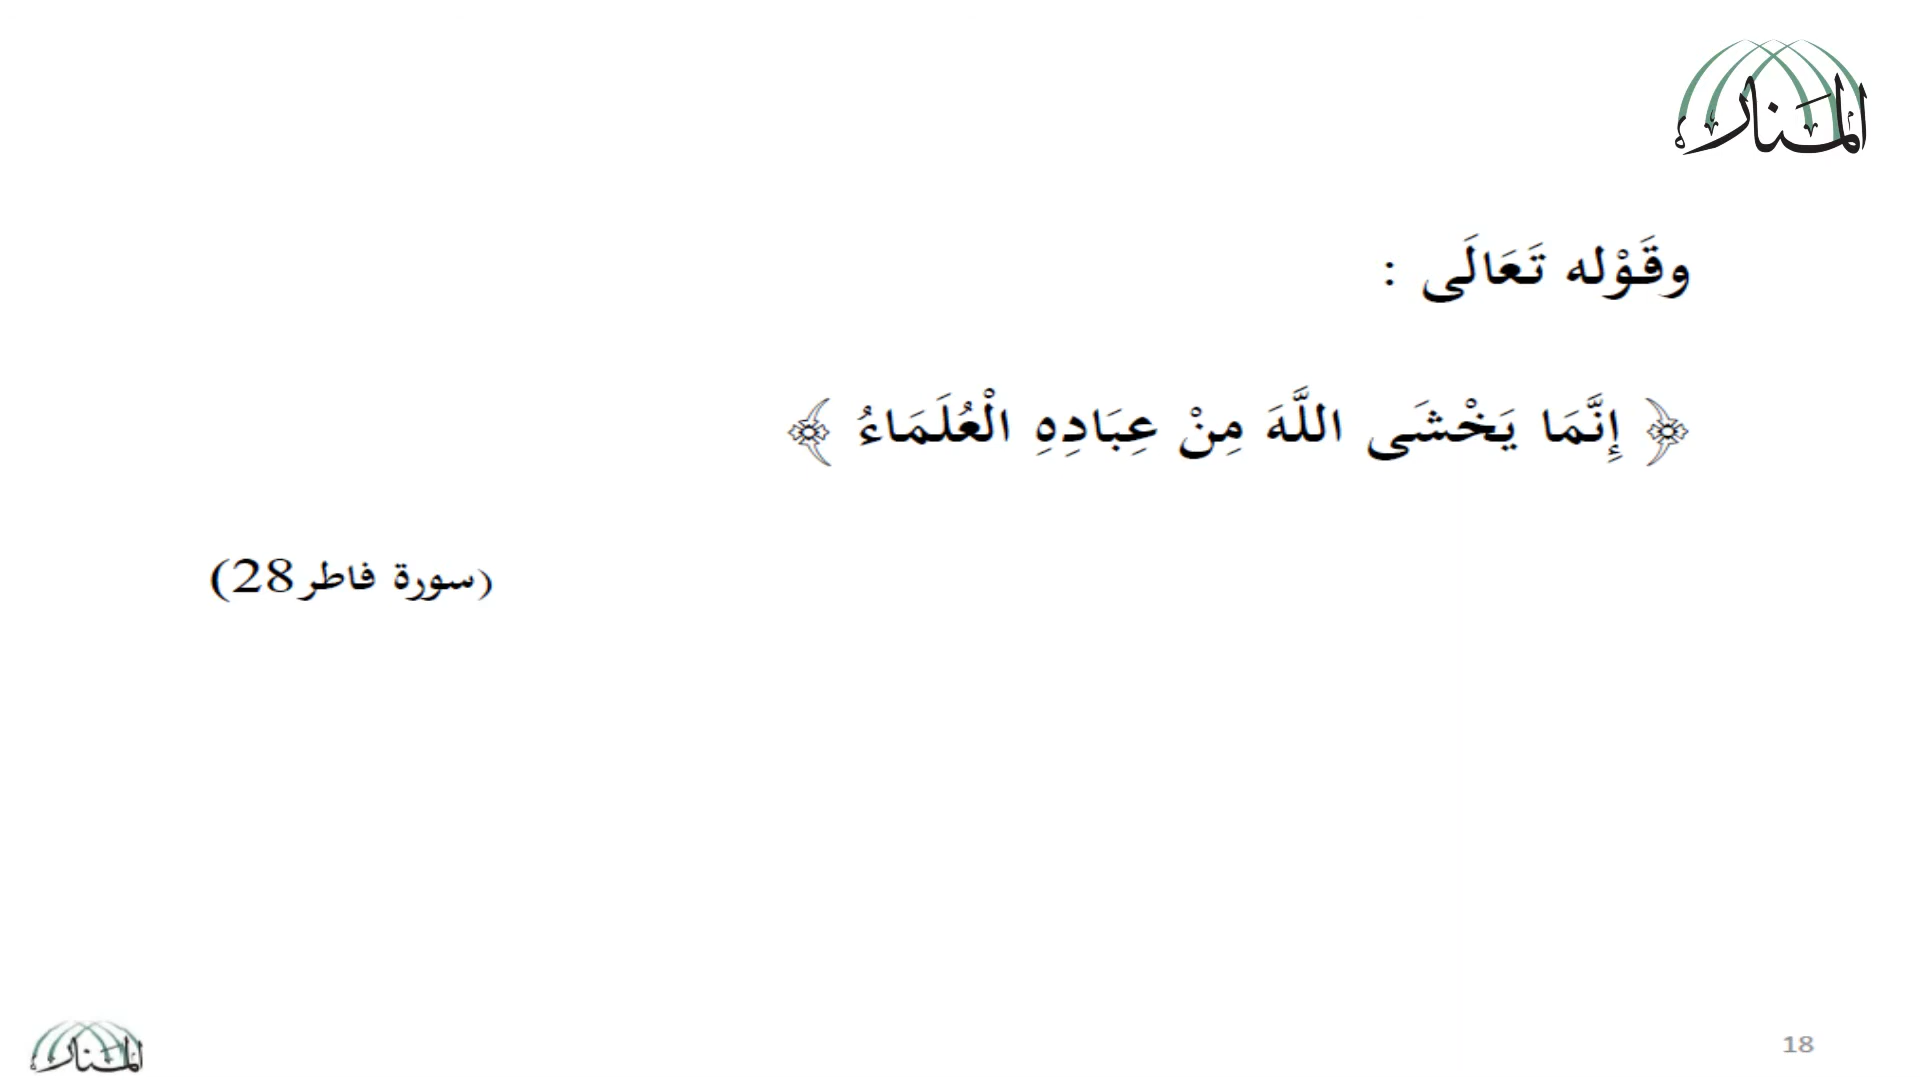 المنار
وقَوْله تَعَالَى :
﴿ إِنَّمَا يَخْشَى اللَّهَ مِنْ عِبَادِهِ الْعُلَمَاءُ ﴾
(سورة فاطر28)
المنار
18